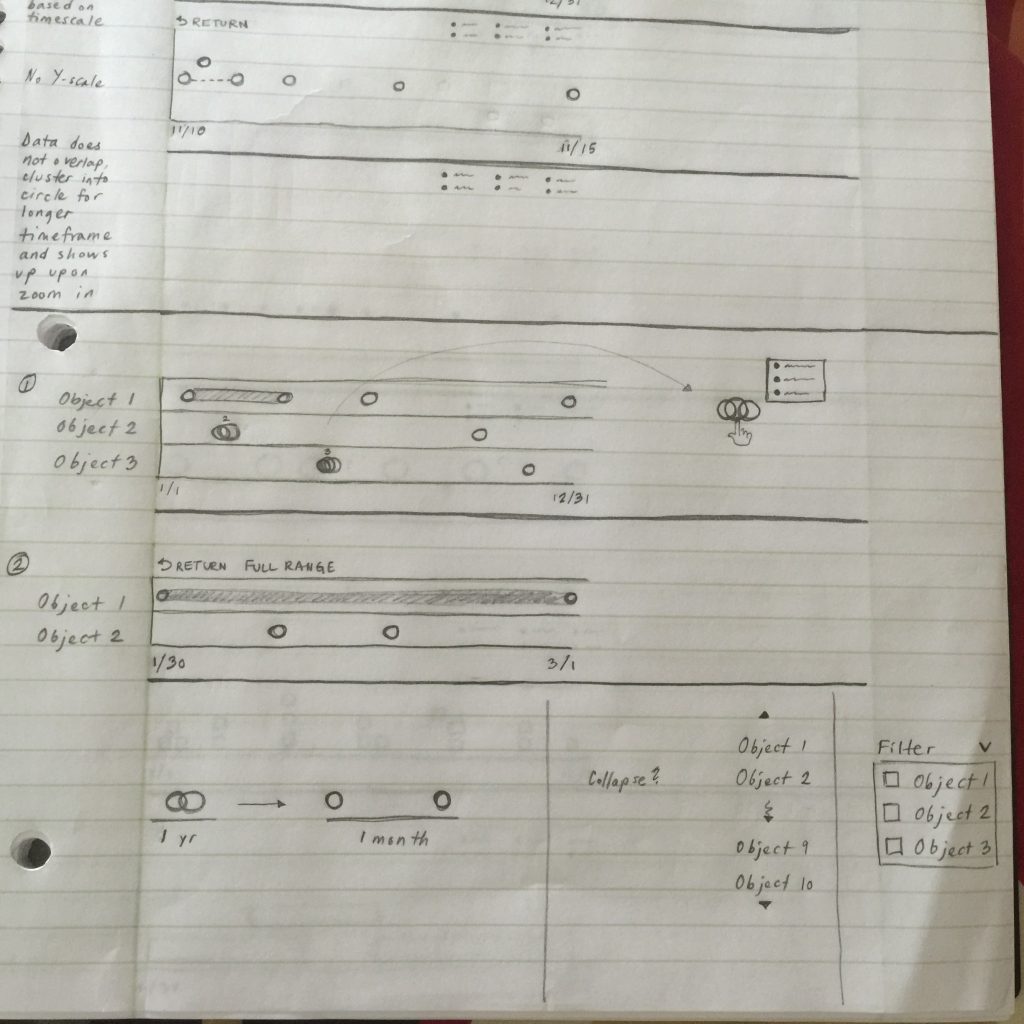 based on
timescale
12/31
RETURN
No Y-scale
11/10
11/15
Data does
not overlap,
cluster into
circle for
longer
timeframe
and shows
up upon
zoom in
1
Object 1
Object 2
2
Object 3
3
1/1
12/31
2
RETURN FULL RANGE
Object 1
Object 2
1/30
3/1
1 yr
1 month
Collapse?
Object 1
Object 2
Object 9
Object 10
Filter
Object 1
Object 2
Object 3